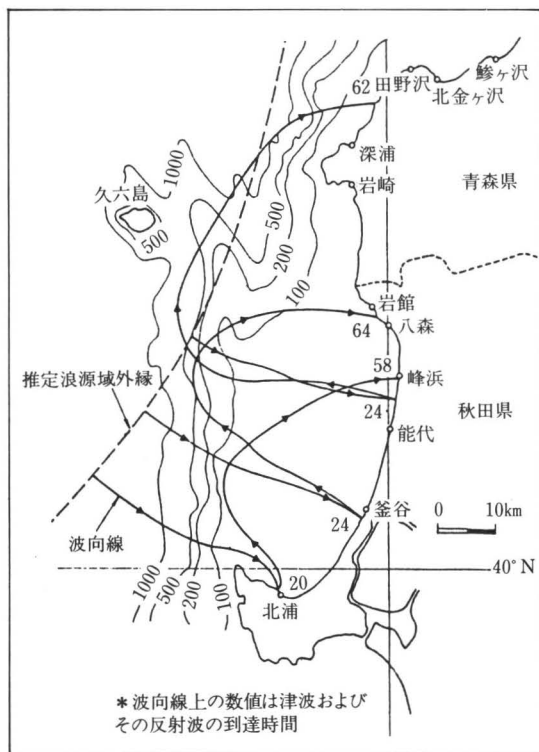 62 田野沢
鰺ヶ沢
北金ヶ沢
深浦
岩崎
青森県
1000
久六島
500
500
200
100
岩館
64
八森
58
峰浜
推定浪源域外縁
24
秋田県
能代
釜谷
24
0 10km
波向線
20
40°N
北浦
1000
500
200
100
*波向線上の数値は津波および
その反射波の到達時間